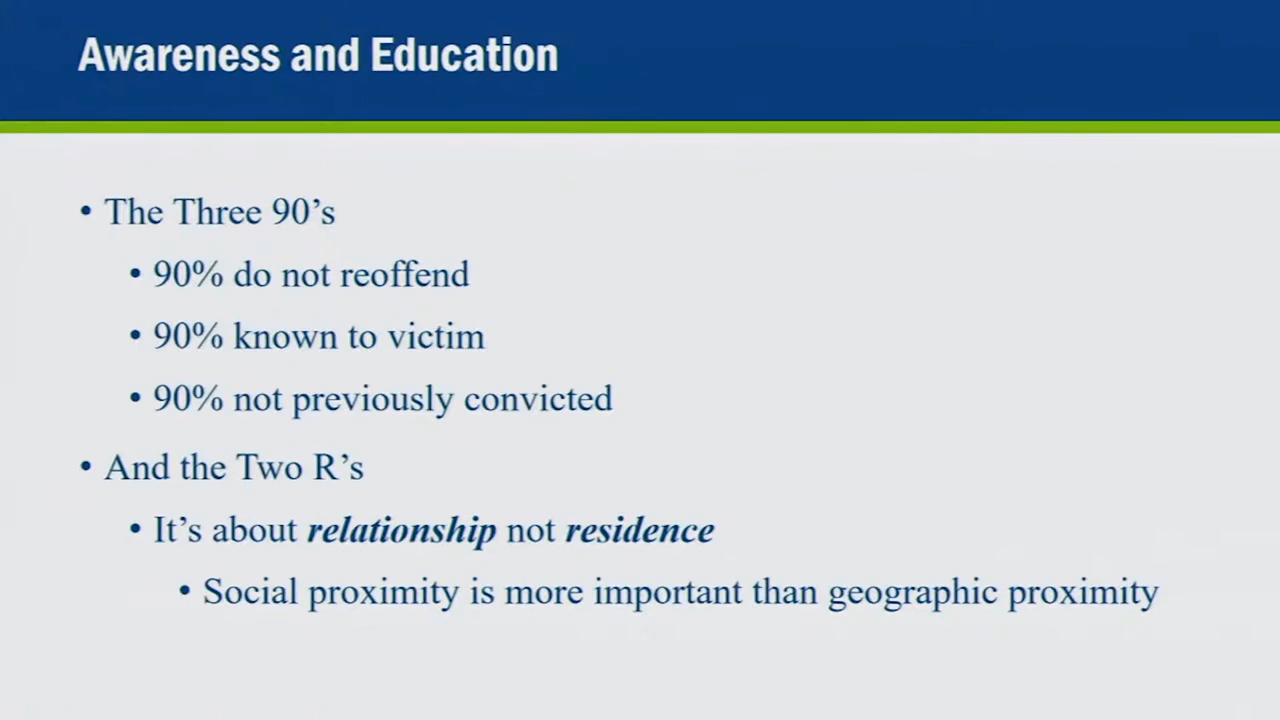 Awareness and Education
• The Three 90’s
• 90% do not reoffend
• 90% known to victim
• 90% not previously convicted
• And the Two R’s
• It’s about relationship not residence
• Social proximity is more important than geographic proximity